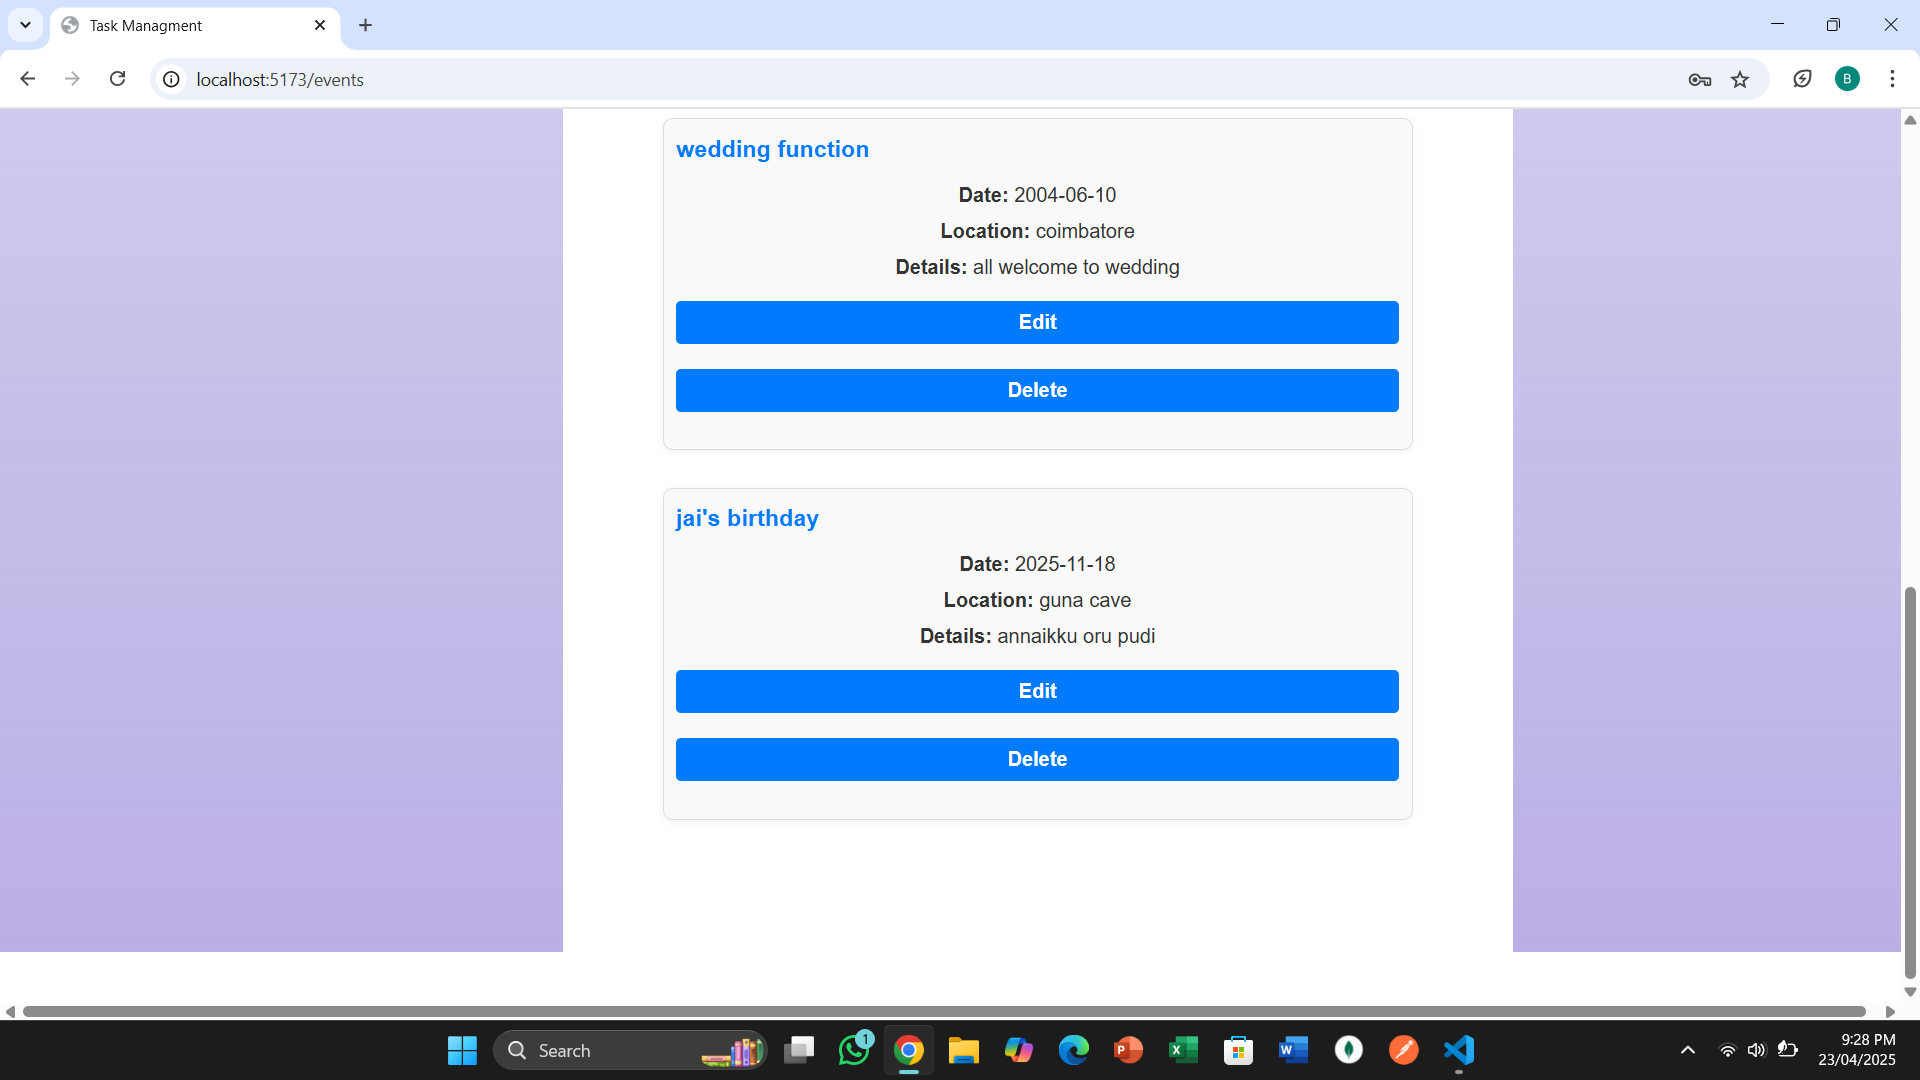 Task Managment
localhost:5173/events
B
wedding function
Date: 2004-06-10
Location: coimbatore
Details: all welcome to wedding
Edit
Delete
jai's birthday
Date: 2025-11-18
Location: guna cave
Details: annaikku oru pudi
Edit
Delete
Search
1
P
X
W
9:28 PM
23/04/2025